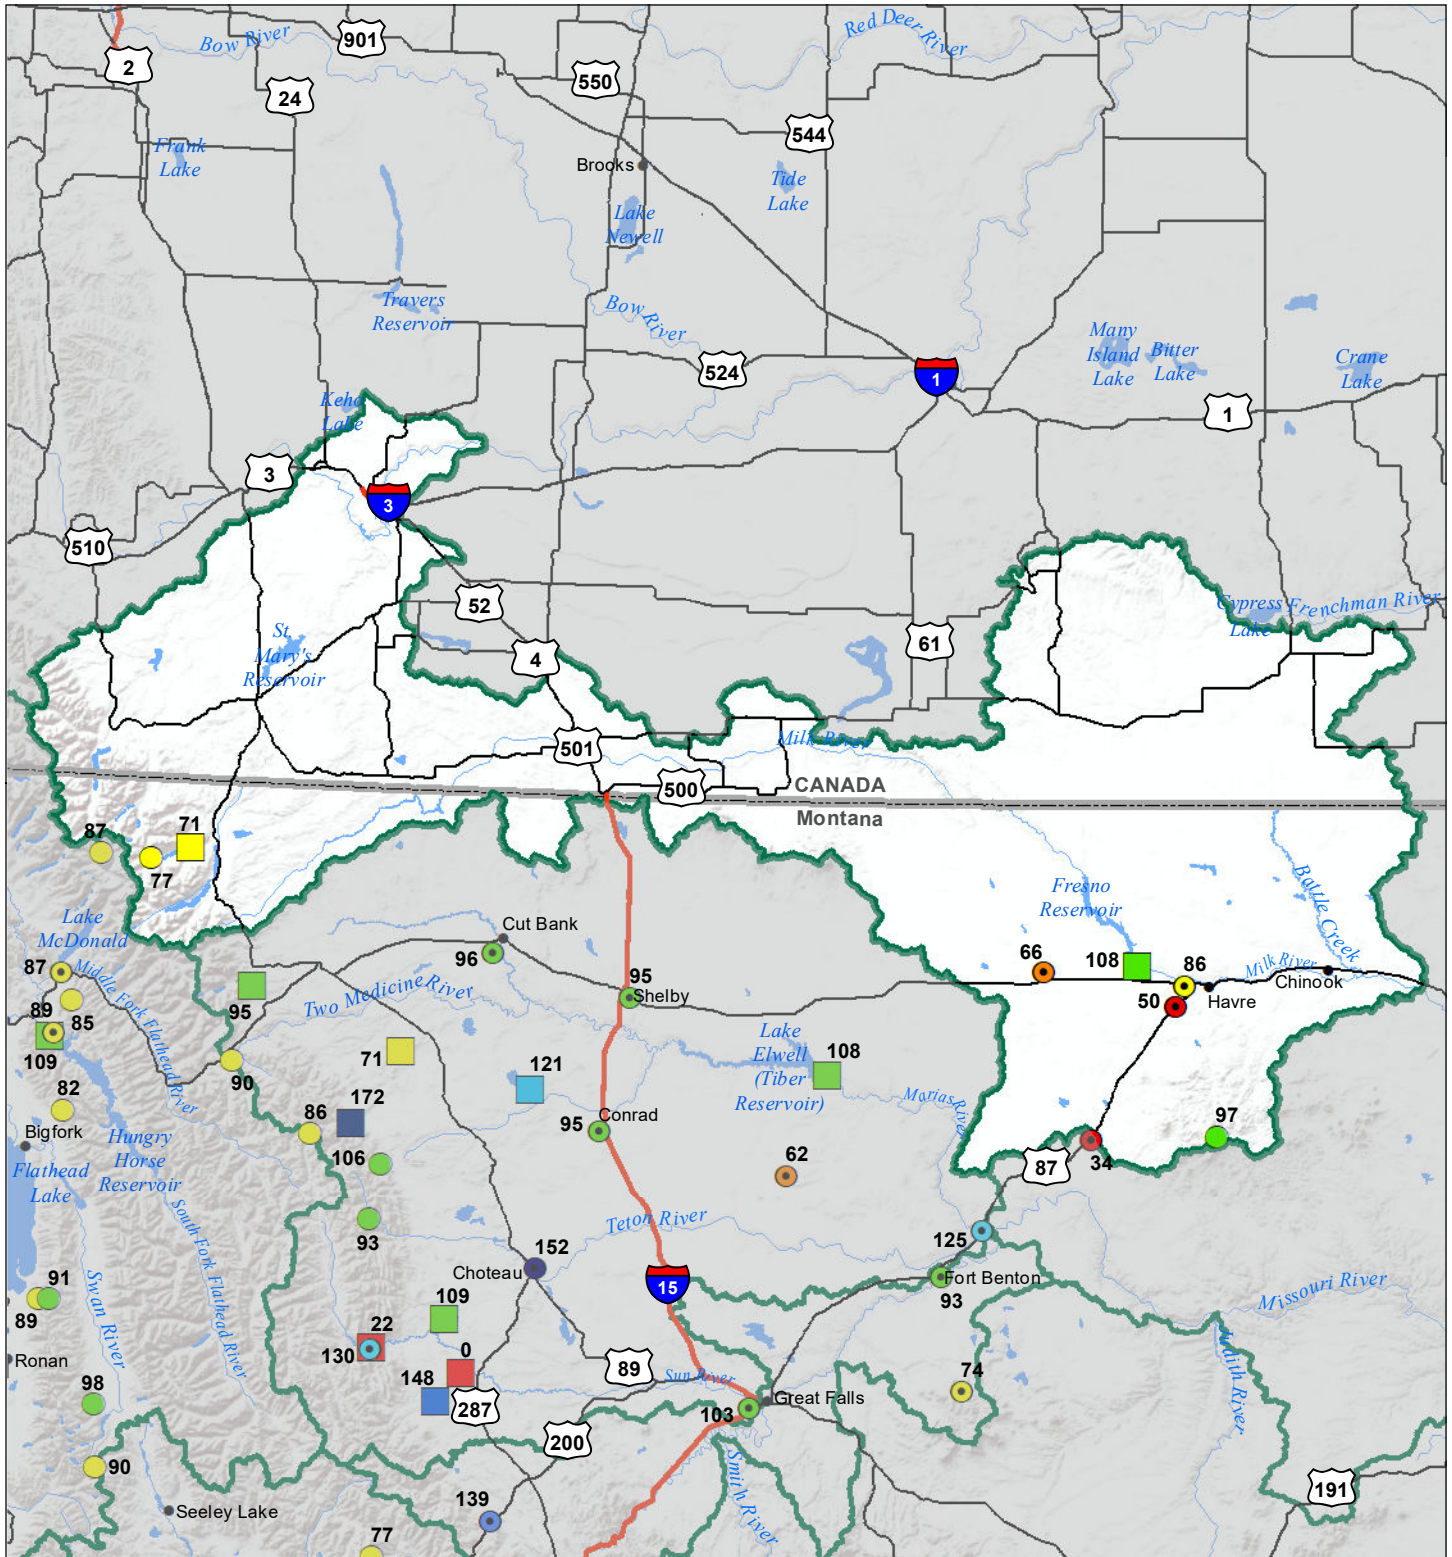 Bow River
901
Red Deer
River
2
550
24
544
Frank
Lake
Brooks
Tide
Lake
Lake
Newell
Travers
Reservoir
Bow River
Many
Island
Lake
Bitter
Lake
Crane
Lake
524
1
1
Keho
Lake
3
3
510
52
Cypress
Lake
Frenchman River
St.
Mary's
Reservoir
4
61
501
Milk River
500
CANADA
Montana
87
71
77
Fresno
Reservoir
Battle Creek
Lake
McDonald
Cut Bank
96
87
Middle Fork Flathead River
66
108
86
Milk River
Chinook
95
Shelby
50
Havre
95
Two Medicine River
89
85
109
Lake
Elwell
(Tiber
Reservoir)
108
71
121
90
82
172
Marias River
86
Conrad
95
97
Bigfork
Hungry
Horse
Reservoir
106
62
34
87
Flathead
Lake
South Fork Flathead River
93
Teton River
125
152
Choteau
Fort Benton
93
15
Missouri River
91
89
Swan River
109
22
130
0
Judith River
Ronan
89
Sun River
74
148
98
287
Great Falls
103
200
90
Smith River
191
139
Seeley Lake
77